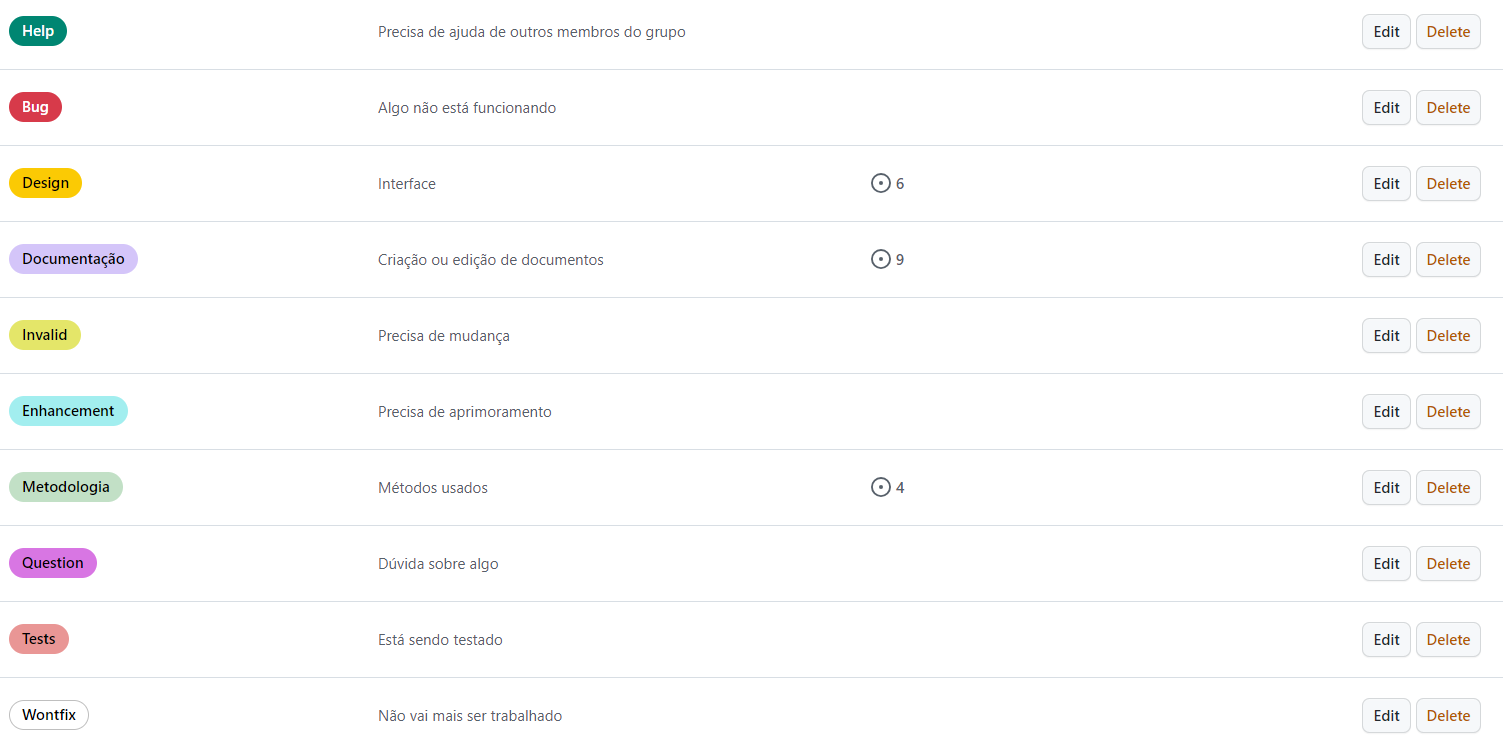 Help Precisa de ajuda de outros membros do grupo Edit Delete
Bug Algo não está funcionando Edit Delete
Design Interface 6 Edit Delete
Documentação Criação ou edição de documentos 9 Edit Delete
Invalid Precisa de mudança Edit Delete
Enhancement Precisa de aprimoramento Edit Delete
Metodologia Métodos usados 4 Edit Delete
Question Dúvida sobre algo Edit Delete
Tests Está sendo testado Edit Delete
Wontfix Não vai mais ser trabalhado Edit Delete